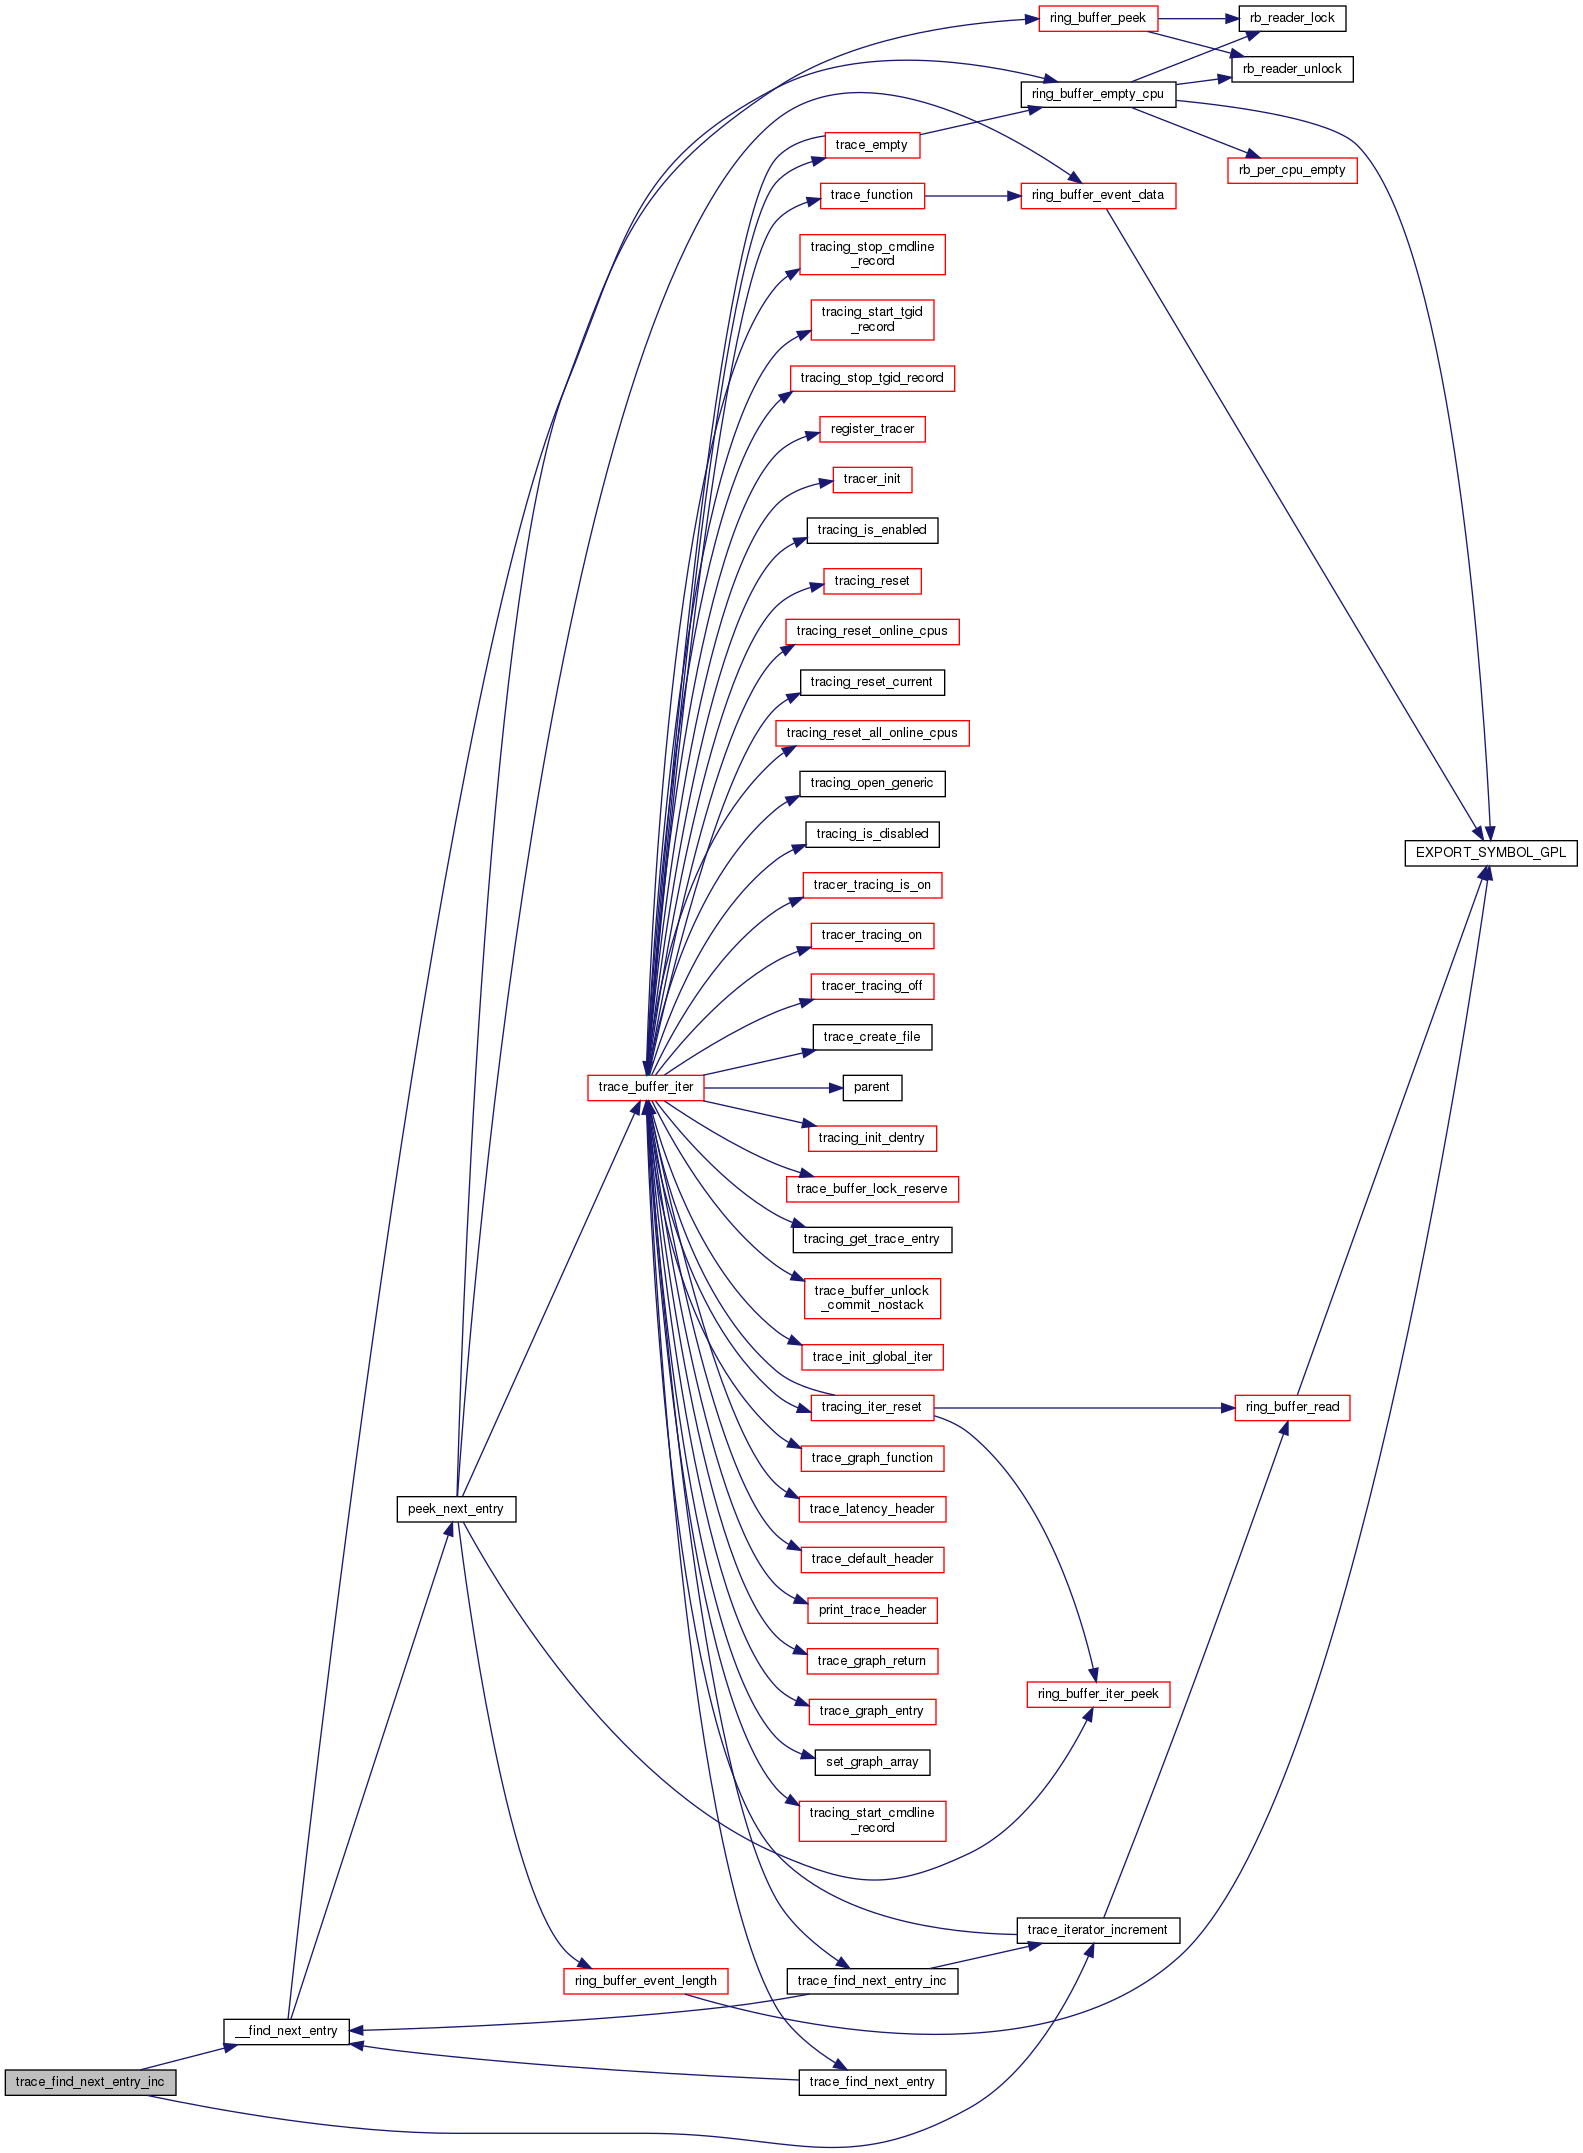 ring_buffer_peek
rb_reader_lock
rb_reader_unlock
ring_buffer_empty_cpu
trace_empty
rb_per_cpu_empty
trace_function
ring_buffer_event_data
tracing_stop_cmdline
_record
tracing_start_tgid
_record
tracing_stop_tgid_record
register_tracer
tracer_init
tracing_is_enabled
tracing_reset
tracing_reset_online_cpus
tracing_reset_current
tracing_reset_all_online_cpus
tracing_open_generic
tracing_is_disabled
EXPORT_SYMBOL_GPL
tracer_tracing_is_on
tracer_tracing_on
tracer_tracing_off
trace_create_file
trace_buffer_iter
parent
tracing_init_dentry
trace_buffer_lock_reserve
tracing_get_trace_entry
trace_buffer_unlock
_commit_nostack
trace_init_global_iter
tracing_iter_reset
ring_buffer_read
trace_graph_function
peek_next_entry
trace_latency_header
trace_default_header
print_trace_header
trace_graph_return
ring_buffer_iter_peek
trace_graph_entry
set_graph_array
tracing_start_cmdline
_record
trace_iterator_increment
ring_buffer_event_length
trace_find_next_entry_inc
__find_next_entry
trace_find_next_entry_inc
trace_find_next_entry